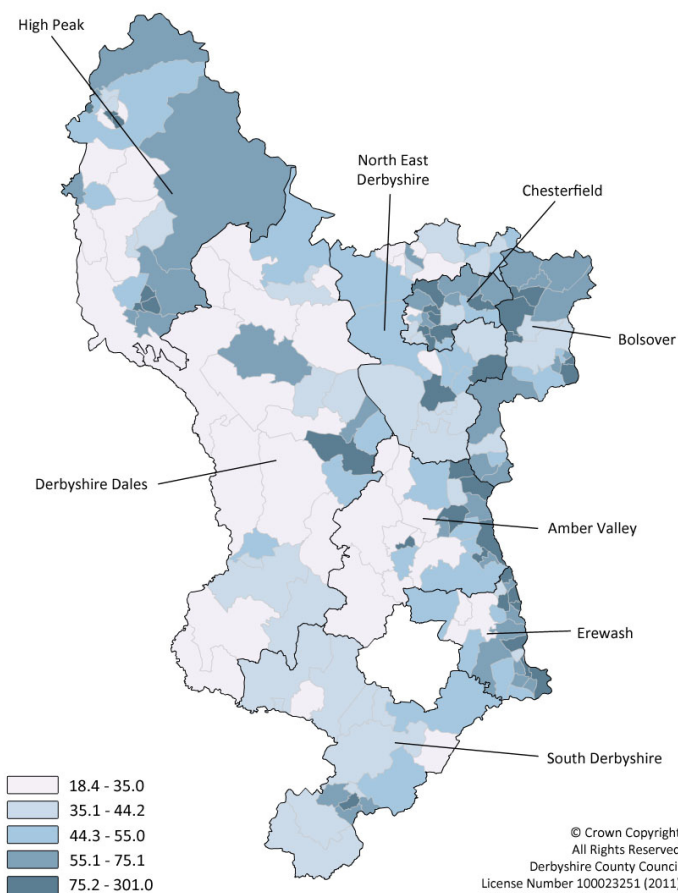 High Peak
North East
Derbyshire
Chesterfield
Bolsover
Derbyshire Dales
Amber Valley
Erewash
South Derbyshire
18.4 - 35.0
35.1 - 44.2
44.3 - 55.0
55.1 - 75.1
75.2 - 301.0
© Crown Copyright
All Rights Reserved
Derbyshire County Council
License Number 100023251 (2011)